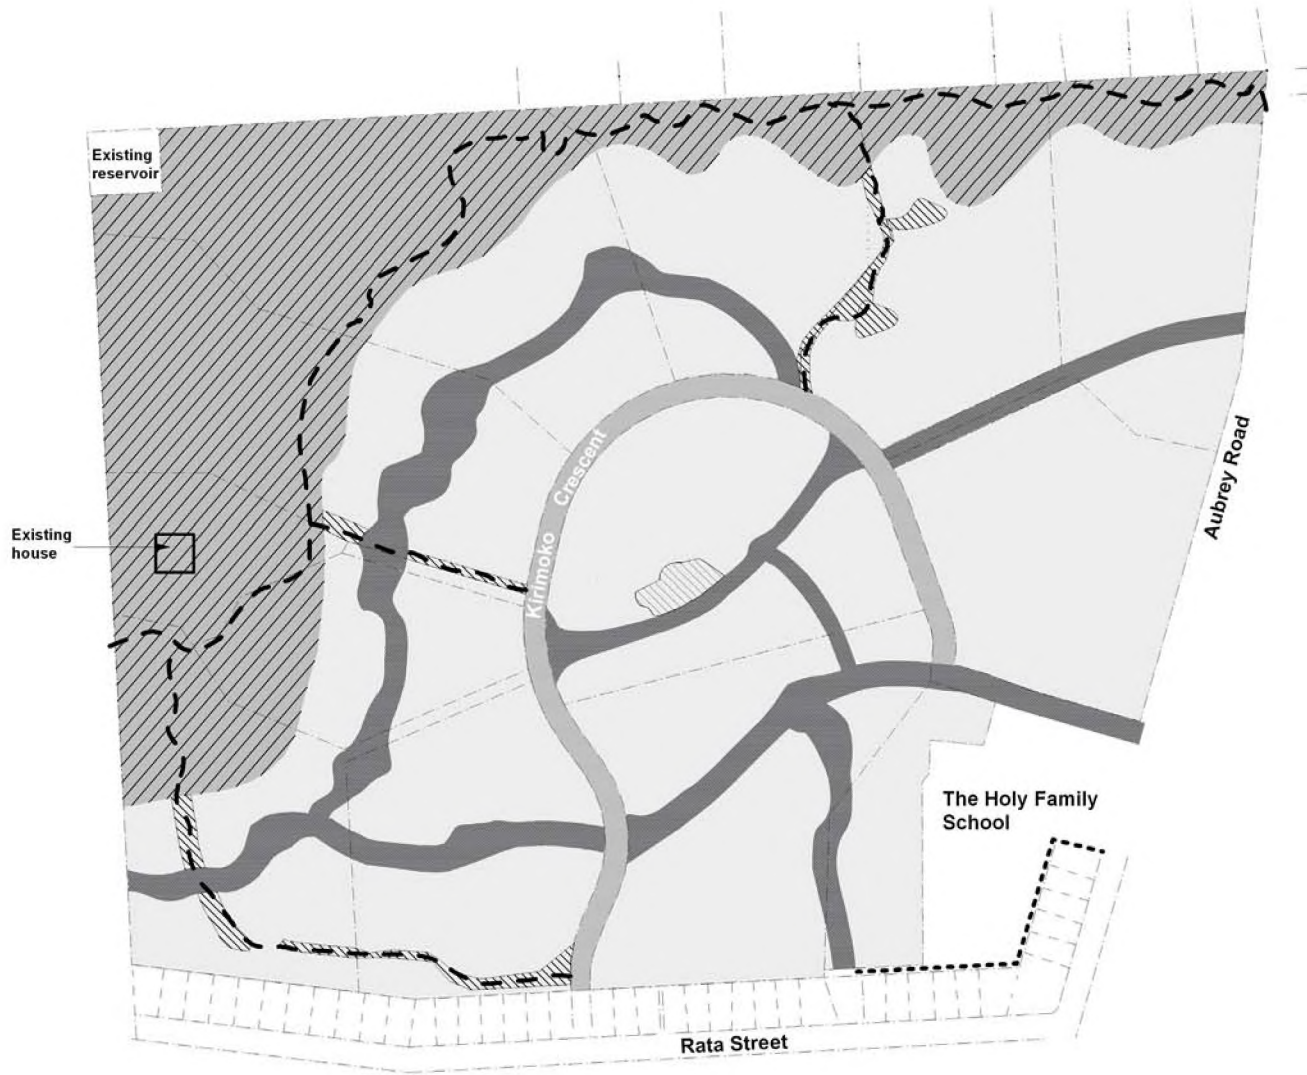 Existing
reservoir
Kirimoko Crescent
Aubrey Road
Existing
house
The Holy Family
School
Rata Street